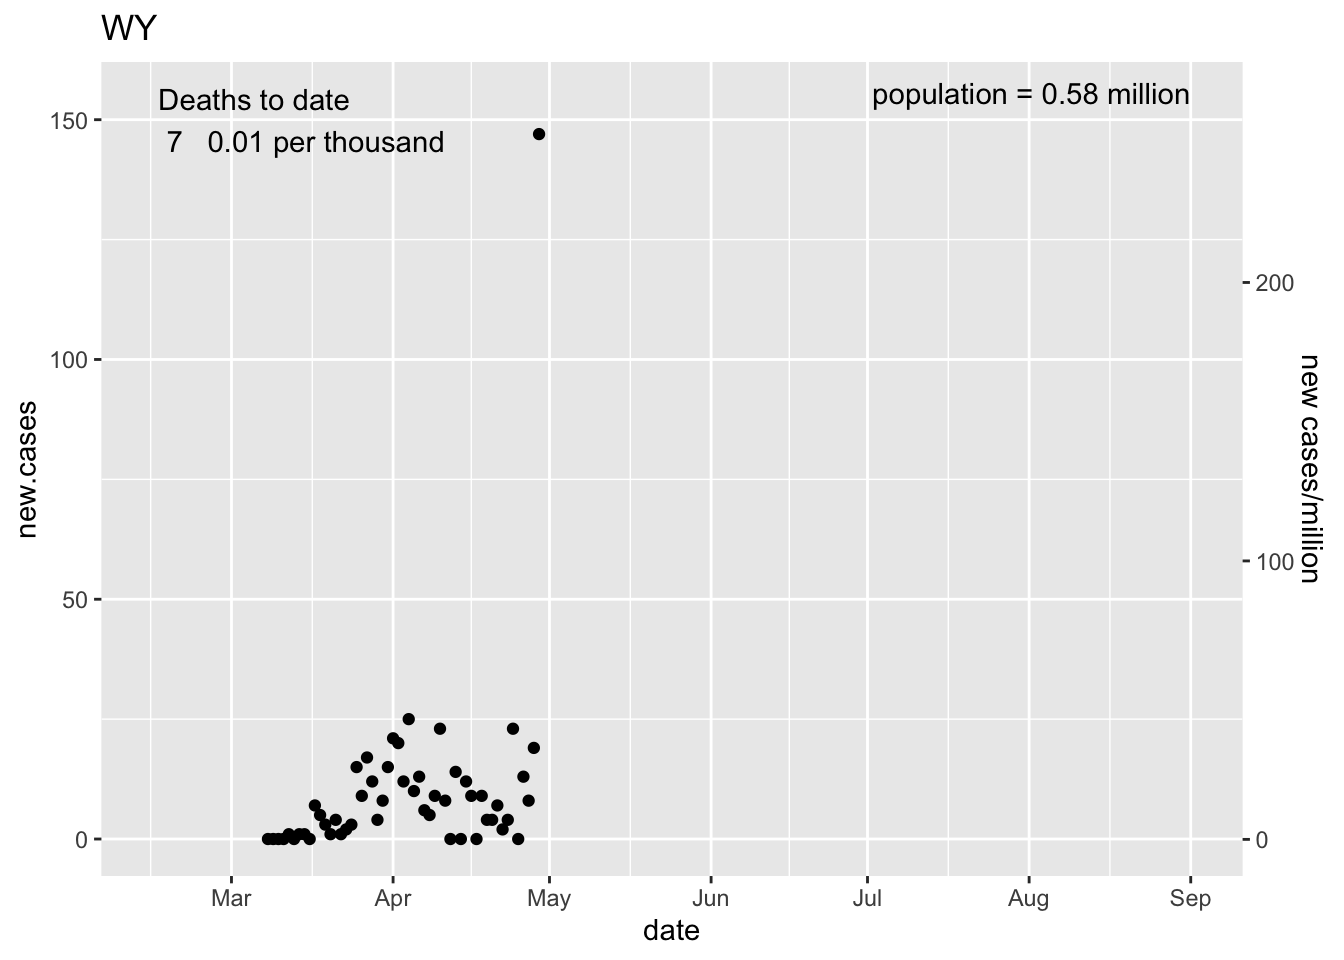 WY
Deaths to date
7 0.01 per thousand
population = 0.58 million
150
100
50
0
new.cases
200
100
0
new cases/million
Mar Apr May Jun Jul Aug Sep
date